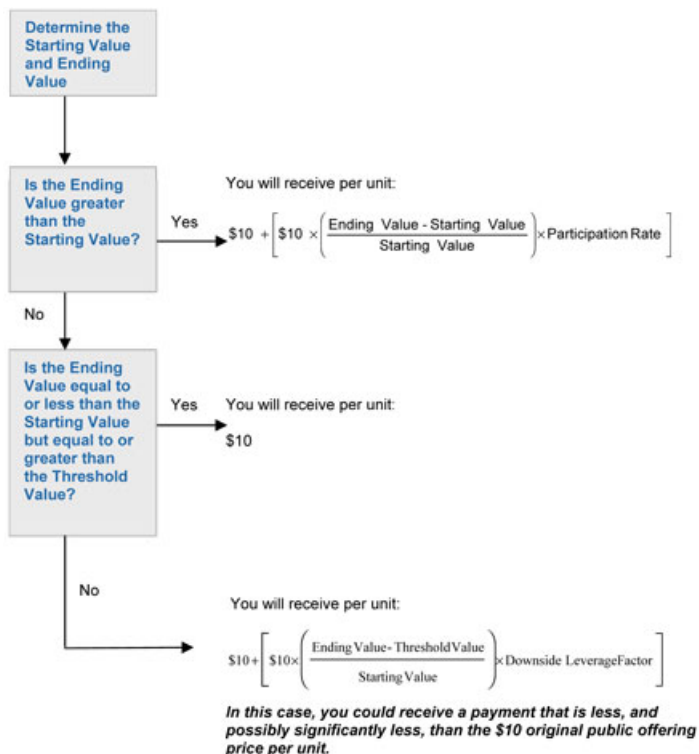 Determine the
Starting Value
and Ending
Value
Is the Ending
Value greater
than the
Starting Value?
Yes
You will receive per unit:
$10 + [ $10 × ( Ending Value - Starting Value / Starting Value ) × Participation Rate ]
No
Is the Ending
Value equal to
or less than the
Starting Value
but equal to or
greater than
the Threshold
Value?
Yes
You will receive per unit:
$10
No
You will receive per unit:
$10+ [ $10× ( Ending Value- Threshold Value / Starting Value ) ×Downside LeverageFactor ]
In this case, you could receive a payment that is less, and
possibly significantly less, than the $10 original public offering
price per unit.